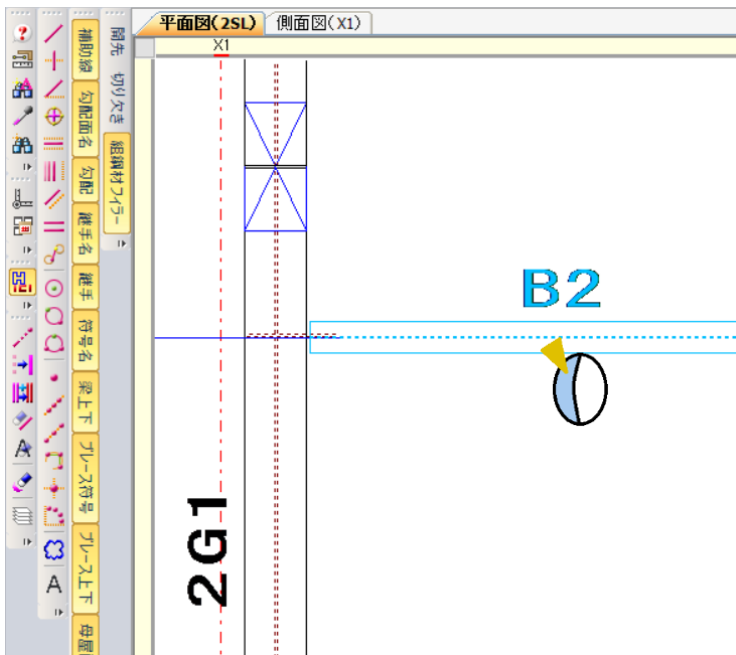 平面図(2SL)
側面図(X1)
X1
開先
切り欠き
組鋼材フィラー
補助線
勾配面名
勾配
継手名
継手
符号名
梁上下
ブレース符号
ブレース上下
母屋
B2
2G1
A
A